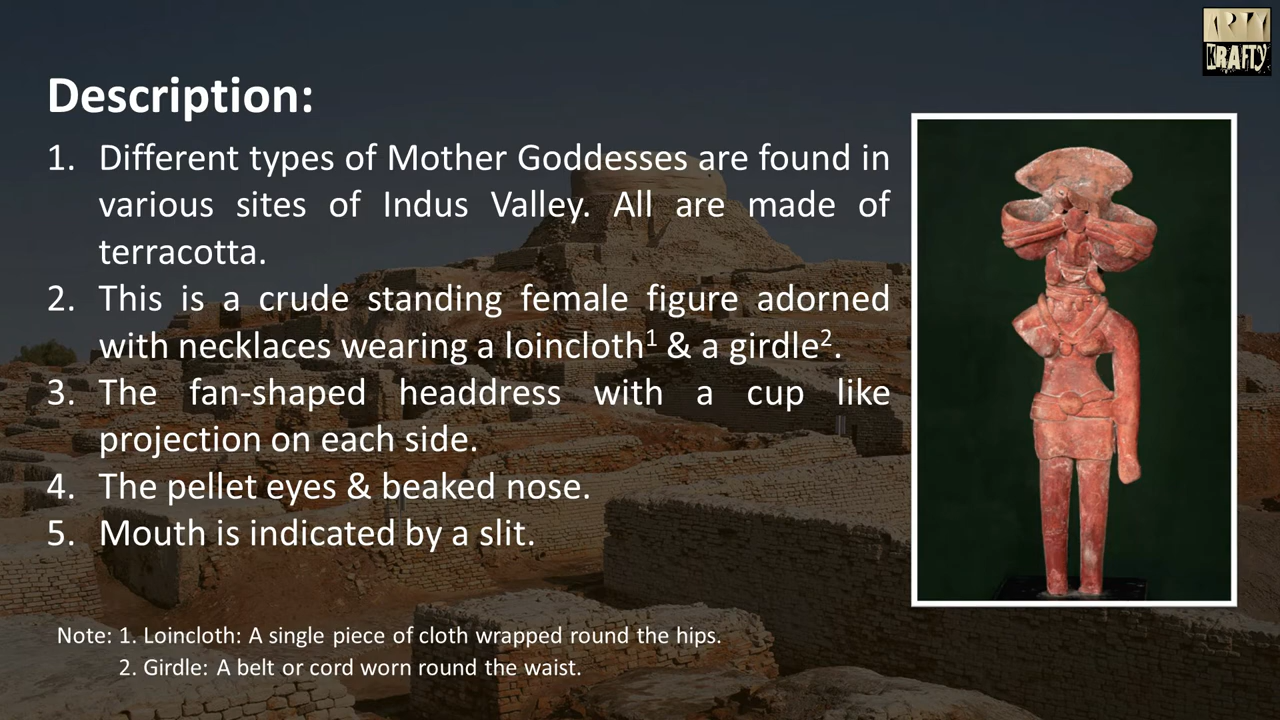 ARTY
KRAFTY
Description:
1. Different types of Mother Goddesses are found in
various sites of Indus Valley. All are made of
terracotta.
2. This is a crude standing female figure adorned
with necklaces wearing a loincloth¹ & a girdle².
3. The fan-shaped headdress with a cup like
projection on each side.
4. The pellet eyes & beaked nose.
5. Mouth is indicated by a slit.
Note: 1. Loincloth: A single piece of cloth wrapped round the hips.
2. Girdle: A belt or cord worn round the waist.